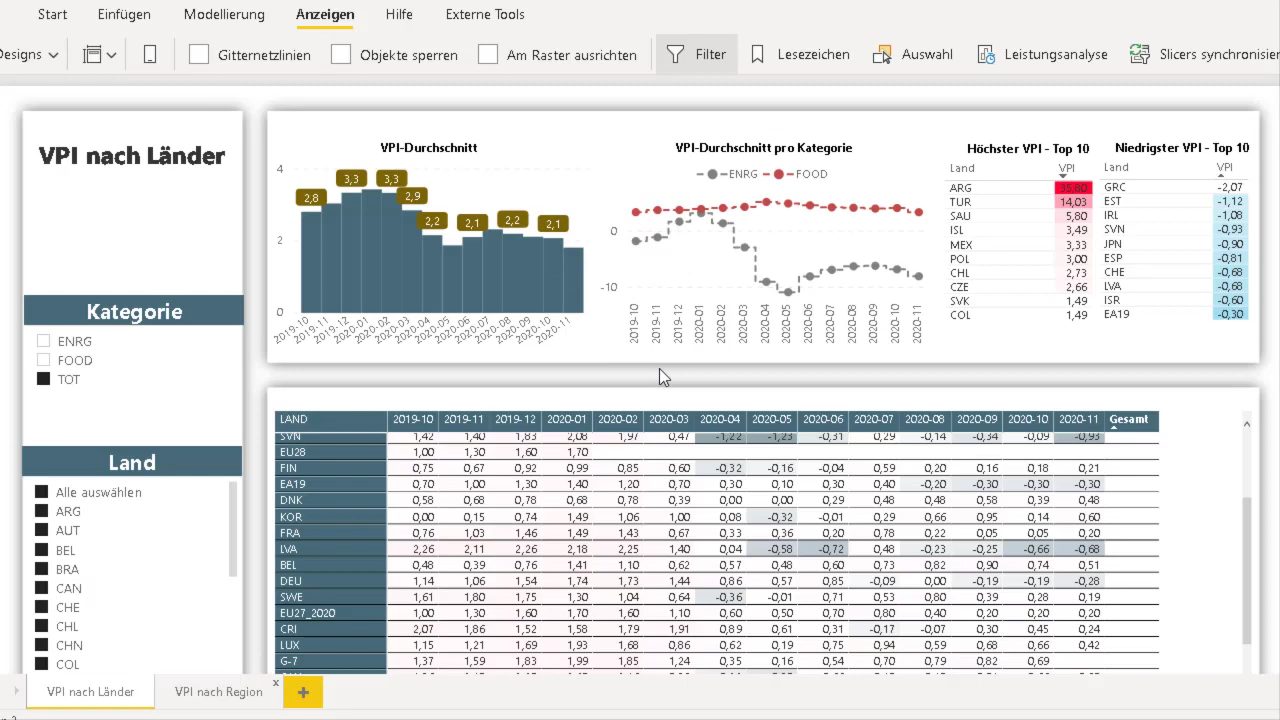 Start Einfügen Modellierung Anzeigen Hilfe Externe Tools
Designs Gitternetzlinien Objekte sperren Am Raster ausrichten Filter Lesezeichen Auswahl Leistungsanalyse Slicers synchronisier
VPI nach Länder
Kategorie
ENRG
FOOD
TOT
Land
Alle auswählen
ARG
AUT
BEL
BRA
CAN
CHE
CHL
CHN
COL
VPI-Durchschnitt
4
2
0
2,8 3,3 3,3 2,9 2,2 2,1 2,2 2,1
2019-10 2019-11 2019-12 2020-01 2020-02 2020-03 2020-04 2020-05 2020-06 2020-07 2020-08 2020-09 2020-10 2020-11
VPI-Durchschnitt pro Kategorie
ENRG FOOD
0
-10
2019-10 2019-11 2019-12 2020-01 2020-02 2020-03 2020-04 2020-05 2020-06 2020-07 2020-08 2020-09 2020-10 2020-11
Höchster VPI - Top 10
Land VPI
ARG 35,80
TUR 14,03
SAU 5,80
ISL 3,49
MEX 3,33
POL 3,00
CHL 2,73
CZE 2,66
SVK 1,49
COL 1,49
Niedrigster VPI - Top 10
Land VPI
GRC -2,07
EST -1,12
IRL -1,08
SVN -0,93
JPN -0,90
ESP -0,81
CHE -0,68
LVA -0,68
ISR -0,60
EA19 -0,30
LAND 2019-10 2019-11 2019-12 2020-01 2020-02 2020-03 2020-04 2020-05 2020-06 2020-07 2020-08 2020-09 2020-10 2020-11 Gesamt
SVN 1,42 1,40 1,83 2,08 1,97 0,47 -1,22 -1,23 -0,31 0,29 -0,14 -0,34 -0,09 -0,93
EU28 1,00 1,30 1,60 1,70
FIN 0,75 0,67 0,92 0,99 0,85 0,60 -0,32 -0,16 -0,04 0,59 0,20 0,16 0,18 0,21
EA19 0,70 1,00 1,30 1,40 1,20 0,70 0,30 0,10 0,30 0,40 -0,20 -0,30 -0,30 -0,30
DNK 0,58 0,68 0,78 0,68 0,78 0,39 0,00 0,00 0,29 0,48 0,48 0,58 0,39 0,48
KOR 0,00 0,15 0,74 1,49 1,06 1,00 0,08 -0,32 -0,01 0,29 0,66 0,95 0,14 0,60
FRA 0,76 1,03 1,46 1,49 1,43 0,67 0,33 0,36 0,20 0,78 0,22 0,05 0,05 0,20
LVA 2,26 2,11 2,26 2,18 2,25 1,40 0,04 -0,58 -0,72 0,48 -0,23 -0,25 -0,66 -0,68
BEL 0,48 0,39 0,76 1,41 1,10 0,62 0,57 0,48 0,60 0,73 0,82 0,90 0,74 0,51
DEU 1,14 1,06 1,54 1,74 1,73 1,44 0,86 0,57 0,85 -0,09 0,00 -0,19 -0,19 -0,28
SWE 1,61 1,80 1,75 1,30 1,04 0,64 -0,36 -0,01 0,71 0,53 0,80 0,39 0,28 0,19
EU27_2020 1,00 1,30 1,60 1,70 1,60 1,10 0,60 0,50 0,70 0,80 0,40 0,20 0,20 0,20
CRI 2,07 1,86 1,52 1,58 1,79 1,91 0,89 0,61 0,31 -0,17 -0,07 0,30 0,45 0,24
LUX 1,15 1,21 1,69 1,93 1,68 0,86 0,62 0,19 0,75 0,94 0,59 0,68 0,66 0,42
G-7 1,37 1,59 1,83 1,99 1,85 1,24 0,35 0,16 0,54 0,70 0,79 0,82 0,69
VPI nach Länder VPI nach Region x +